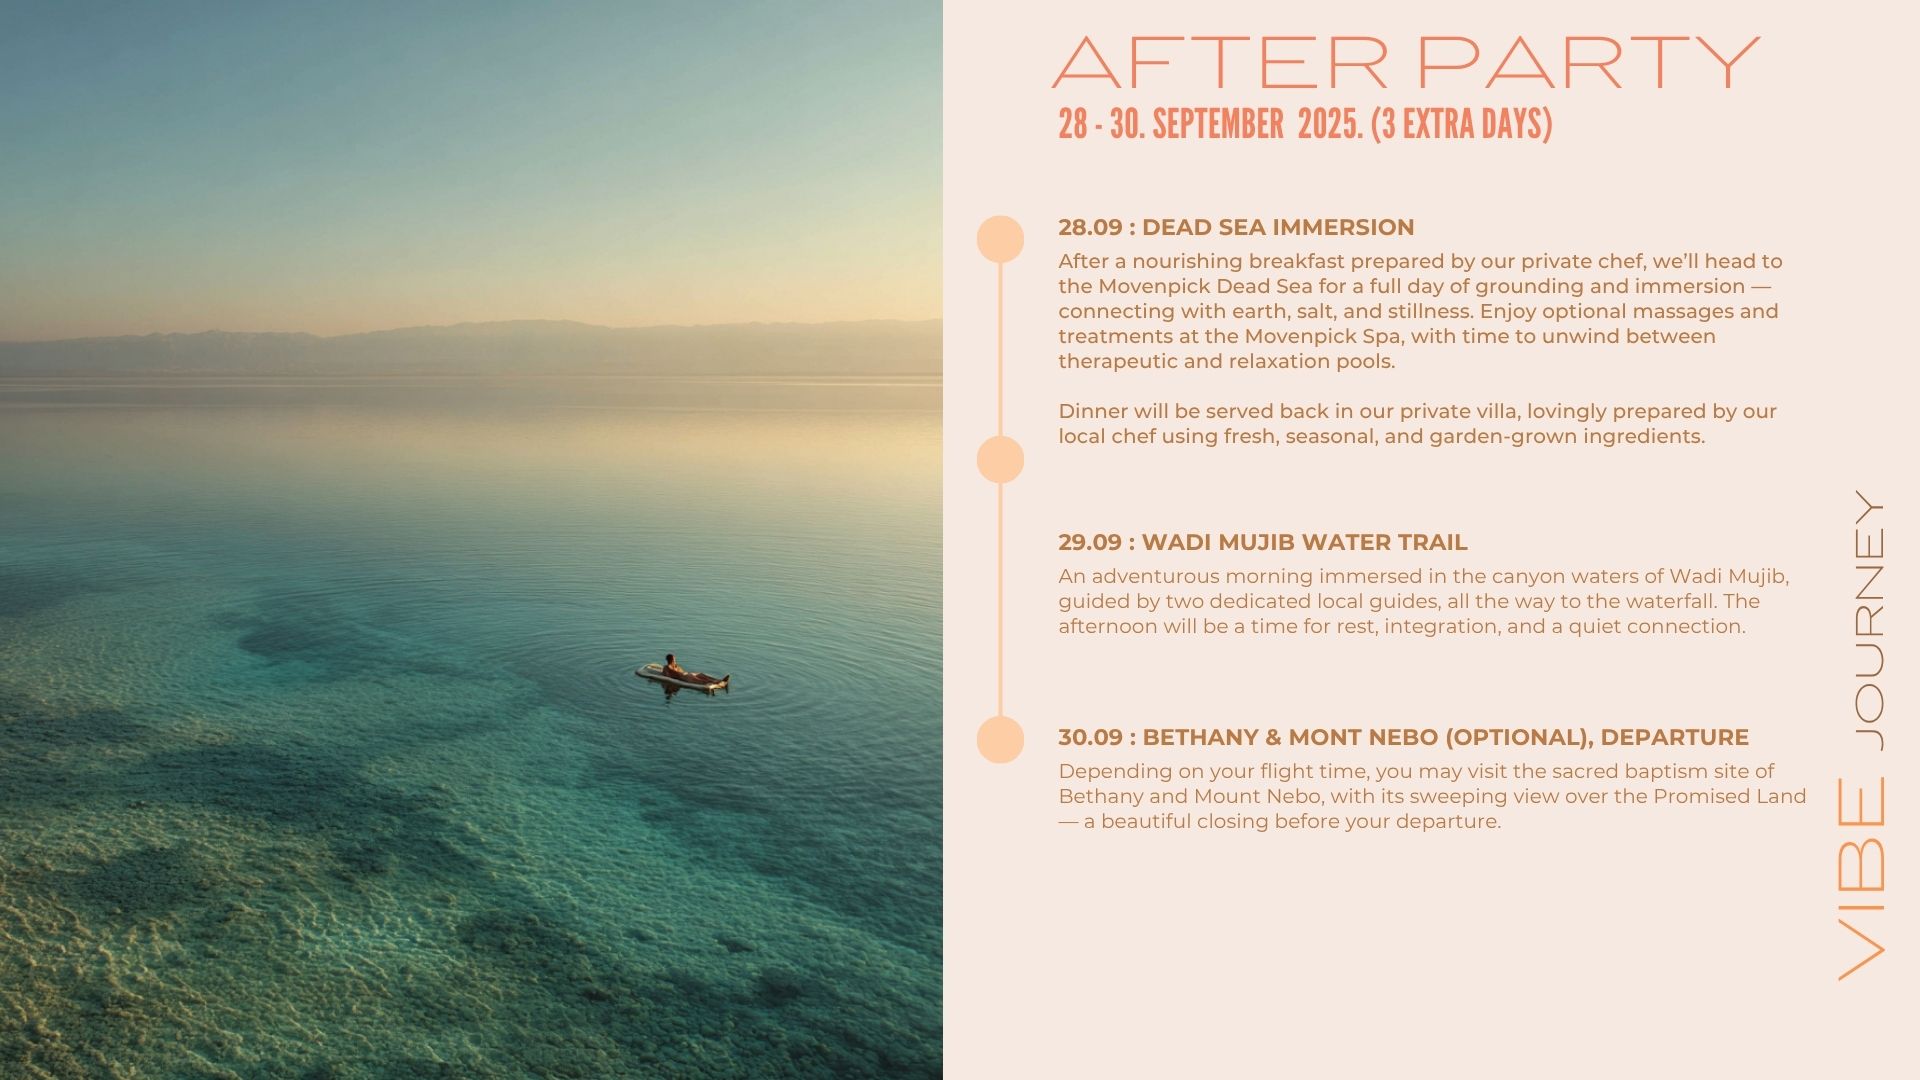 AFTER PARTY
28 - 30. SEPTEMBER 2025. (3 EXTRA DAYS)
28.09 : DEAD SEA IMMERSION
After a nourishing breakfast prepared by our private chef, we’ll head to
the Movenpick Dead Sea for a full day of grounding and immersion —
connecting with earth, salt, and stillness. Enjoy optional massages and
treatments at the Movenpick Spa, with time to unwind between
therapeutic and relaxation pools.
Dinner will be served back in our private villa, lovingly prepared by our
local chef using fresh, seasonal, and garden-grown ingredients.
29.09 : WADI MUJIB WATER TRAIL
An adventurous morning immersed in the canyon waters of Wadi Mujib,
guided by two dedicated local guides, all the way to the waterfall. The
afternoon will be a time for rest, integration, and a quiet connection.
30.09 : BETHANY & MONT NEBO (OPTIONAL), DEPARTURE
Depending on your flight time, you may visit the sacred baptism site of
Bethany and Mount Nebo, with its sweeping view over the Promised Land
— a beautiful closing before your departure.
VIBE JOURNEY